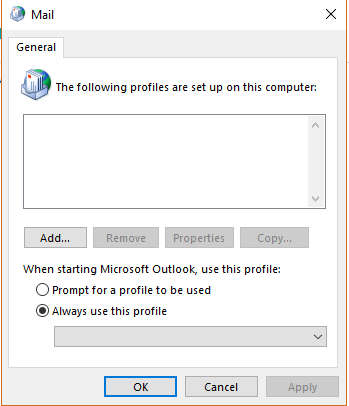 Mail
General
The following profiles are set up on this computer:
Add... Remove Properties Copy...
When starting Microsoft Outlook, use this profile:
Prompt for a profile to be used
Always use this profile
OK Cancel Apply